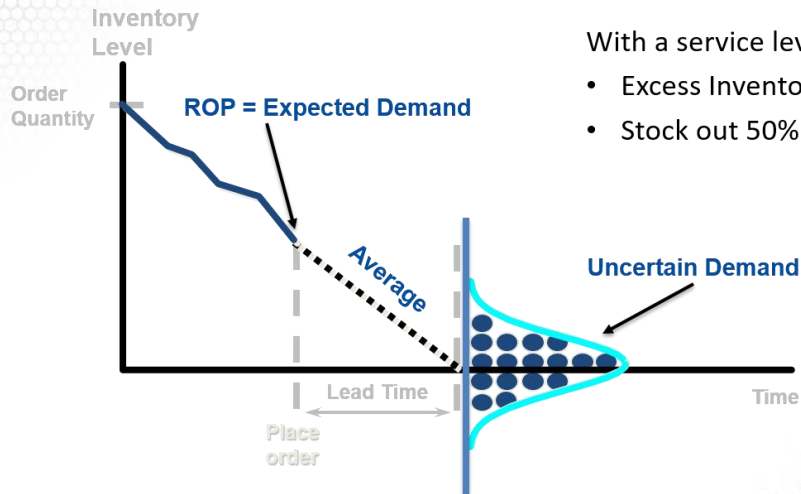 Inventory
Level
With a service lev
• Excess Invento
• Stock out 50%
Order
Quantity
ROP = Expected Demand
Average
Uncertain Demand
Lead Time
Time
Place
order